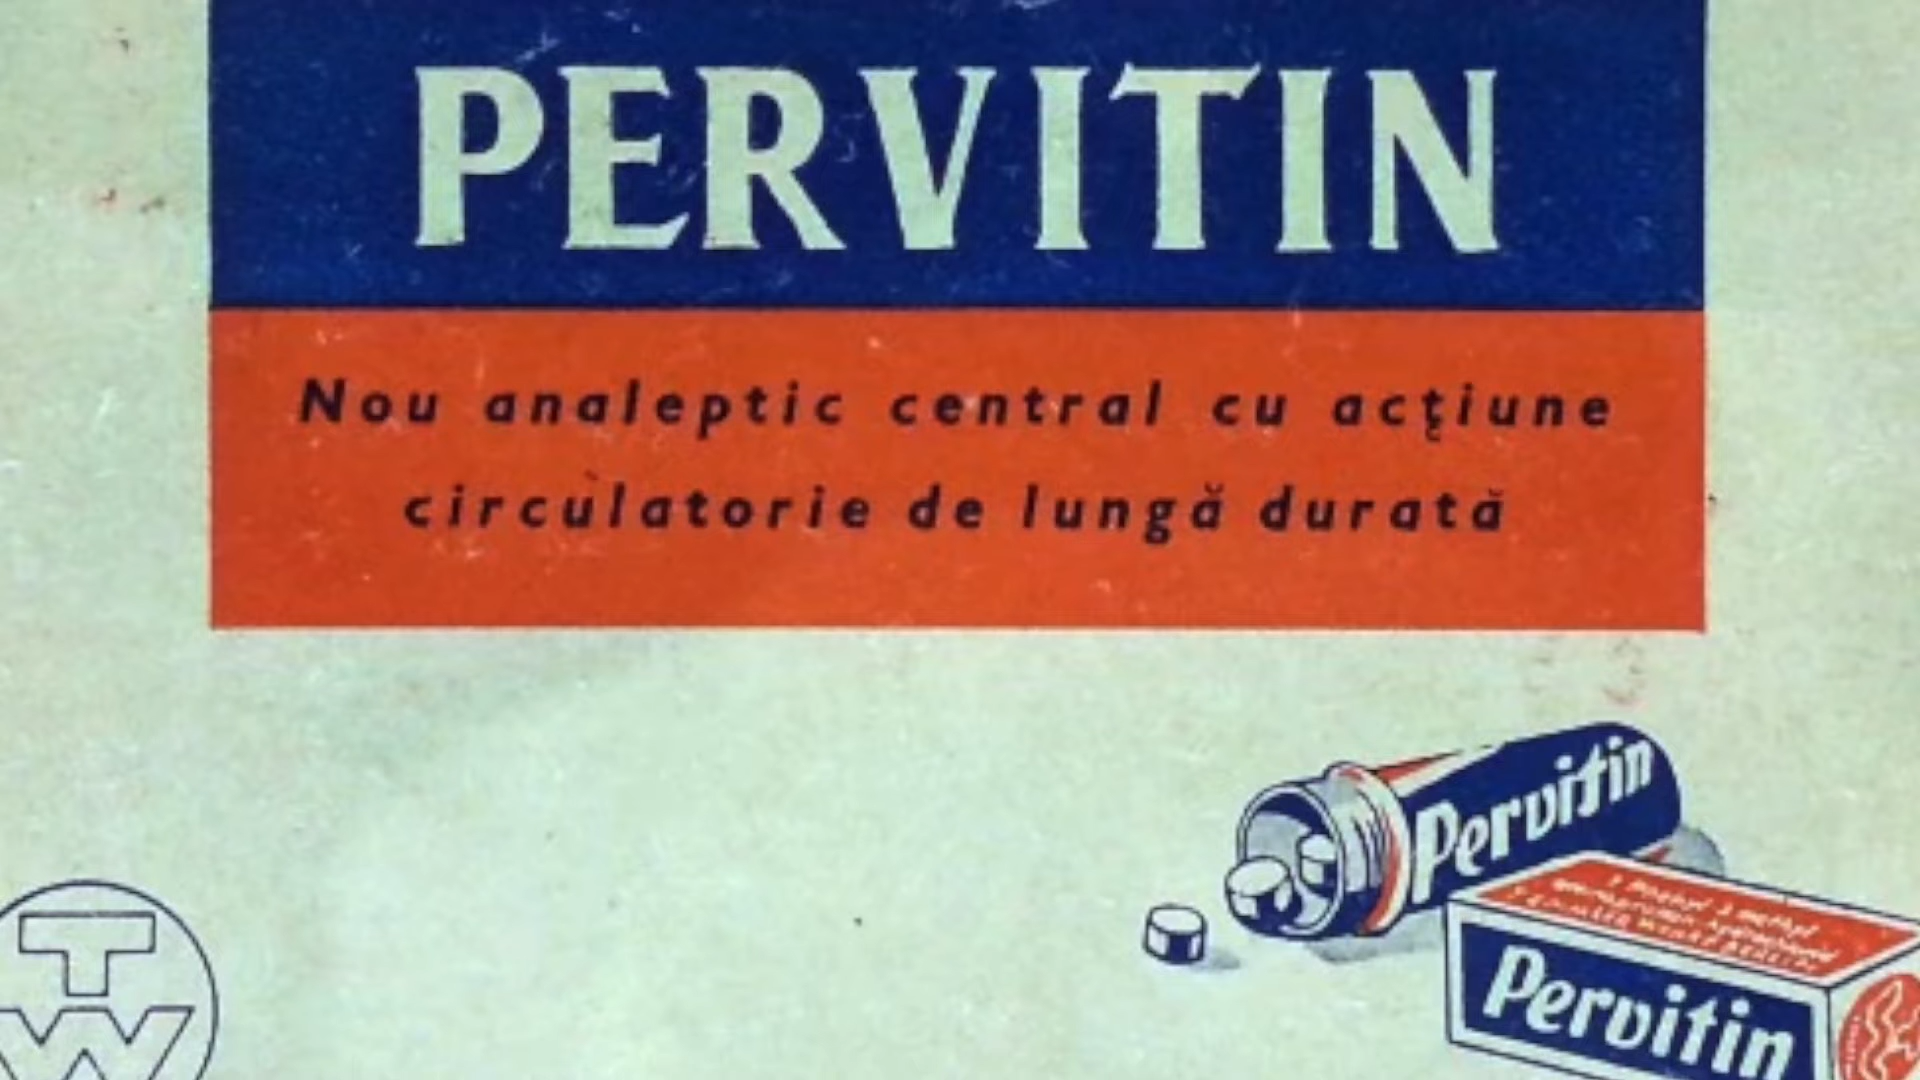 PERVITIN
Nou analeptic central cu acţiune
circulatorie de lungă durată
Pervitin
Pervitin
T
W